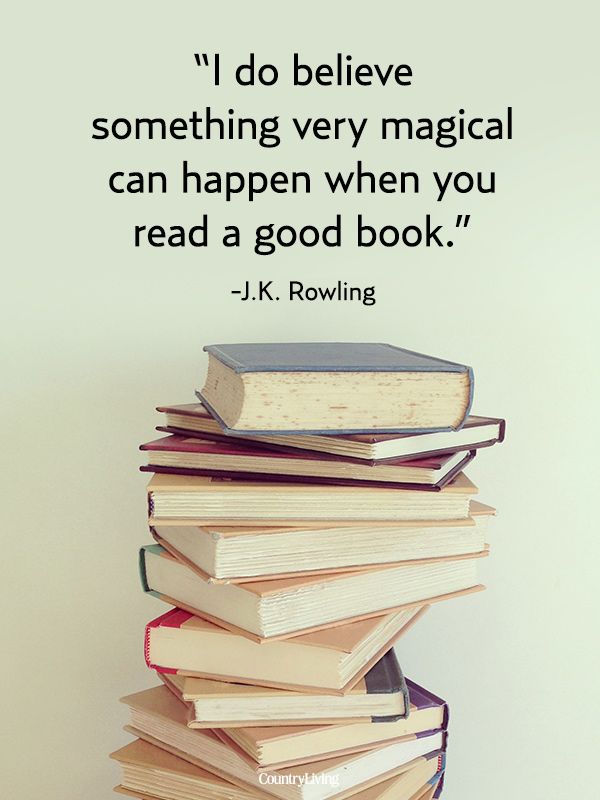 “I do believe
something very magical
can happen when you
read a good book.”
–J.K. Rowling
CountryLiving